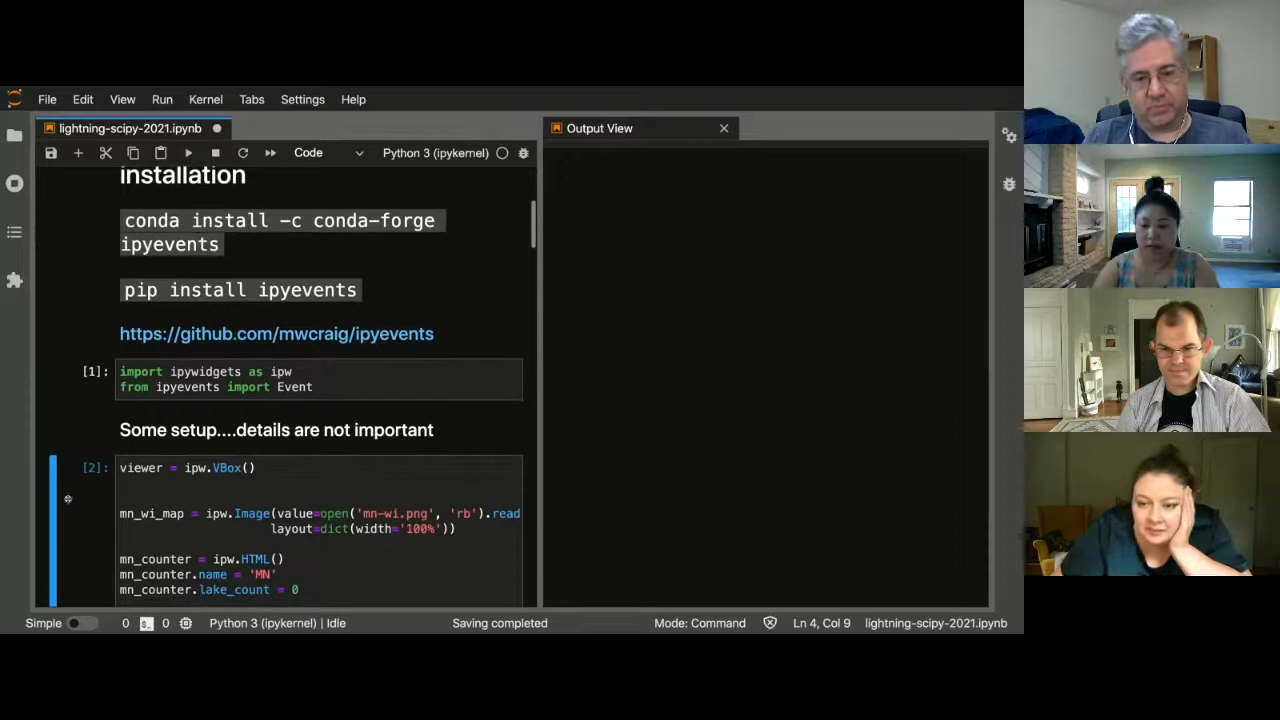 File Edit View Run Kernel Tabs Settings Help
lightning-scipy-2021.ipynb
Output View
Code
Python 3 (ipykernel)
installation
conda install -c conda-forge
ipyevents
pip install ipyevents
https://github.com/mwcraig/ipyevents
[1]:
import ipywidgets as ipw
from ipyevents import Event
Some setup....details are not important
[2]:
viewer = ipw.VBox()
mn_wi_map = ipw.Image(value=open('mn-wi.png', 'rb').read
layout=dict(width='100%'))
mn_counter = ipw.HTML()
mn_counter.name = 'MN'
mn_counter.lake_count = 0
Simple 0 $_ 0 Python 3 (ipykernel) | Idle Saving completed Mode: Command Ln 4, Col 9 lightning-scipy-2021.ipynb